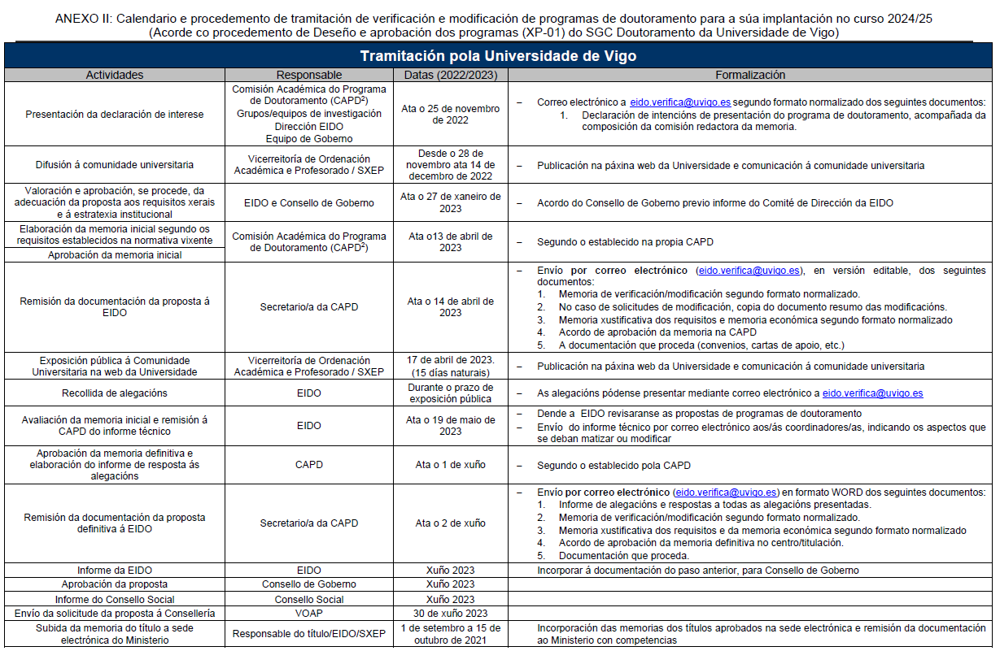 ANEXO II: Calendario e procedemento de tramitación de verificación e modificación de programas de doutoramento para a súa implantación no curso 2024/25
(Acorde co procedemento de Deseño e aprobación dos programas (XP-01) do SGC Doutoramento da Universidade de Vigo)
Tramitación pola Universidade de Vigo
Actividades Responsable Datas (2022/2023) Formalización
Presentación da declaración de interese
Comisión Académica do Programa
de Doutoramento (CAPD²)
Grupos/equipos de investigación
Dirección EIDO
Equipo de Goberno
Ata o 25 de novembro
de 2022
– Correo electrónico a eido.verifica@uvigo.es segundo formato normalizado dos seguintes documentos:
1. Declaración de intencións de presentación do programa de doutoramento, acompañada da
composición da comisión redactora da memoria.
Difusión á comunidade universitaria
Vicerreitoría de Ordenación
Académica e Profesorado / SXEP
Desde o 28 de
novembro ata 14 de
decembro de 2022
– Publicación na páxina web da Universidade e comunicación á comunidade universitaria
Valoración e aprobación, se procede, da
adecuación da proposta aos requisitos xerais
e á estratexia institucional
EIDO e Consello de Goberno
Ata o 27 de xaneiro de
2023
– Acordo do Consello de Goberno previo informe do Comité de Dirección da EIDO
Elaboración da memoria inicial segundo os
requisitos establecidos na normativa vixente
Aprobación da memoria inicial
Comisión Académica do Programa
de Doutoramento (CAPD²)
Ata o13 de abril de
2023
– Segundo o establecido na propia CAPD
Remisión da documentación da proposta á
EIDO
Secretario/a da CAPD
Ata o 14 de abril de
2023
– Envío por correo electrónico (eido.verifica@uvigo.es), en versión editable, dos seguintes
documentos:
1. Memoria de verificación/modificación segundo formato normalizado.
2. No caso de solicitudes de modificación, copia do documento resumo das modificacións.
3. Memoria xustificativa dos requisitos e memoria económica segundo formato normalizado
4. Acordo de aprobación da memoria na CAPD
5. A documentación que proceda (convenios, cartas de apoio, etc.)
Exposición pública á Comunidade
Universitaria na web da Universidade
Vicerreitoría de Ordenación
Académica e Profesorado / SXEP
17 de abril de 2023.
(15 días naturais)
– Publicación na páxina web da Universidade e comunicación á comunidade universitaria
Recollida de alegacións
EIDO
Durante o prazo de
exposición pública
– As alegacións pódense presentar mediante correo electrónico a eido.verifica@uvigo.es
Avaliación da memoria inicial e remisión á
CAPD do informe técnico
EIDO
Ata o 19 de maio de
2023
– Dende a EIDO revisaranse as propostas de programas de doutoramento
– Envío do informe técnico por correo electrónico aos/ás coordinadores/as, indicando os aspectos que
se deban matizar ou modificar
Aprobación da memoria definitiva e
elaboración do informe de resposta ás
alegacións
CAPD
Ata o 1 de xuño
– Segundo o establecido pola CAPD
Remisión da documentación da proposta
definitiva á EIDO
Secretario/a da CAPD
Ata o 2 de xuño
– Envío por correo electrónico (eido.verifica@uvigo.es) en formato WORD dos seguintes documentos:
1. Informe de alegacións e respostas a todas as alegacións presentadas.
2. Memoria de verificación/modificación segundo formato normalizado.
3. Memoria xustificativa dos requisitos e da memoria económica segundo formato normalizado
4. Acordo de aprobación da memoria definitiva no centro/titulación.
5. Documentación que proceda.
Informe da EIDO EIDO Xuño 2023 Incorporar á documentación do paso anterior, para Consello de Goberno
Aprobación da proposta Consello de Goberno Xuño 2023
Informe do Consello Social Consello Social Xuño 2023
Envío da solicitude da proposta á Consellería VOAP 30 de xuño 2023
Subida da memoria do título a sede
electrónica do Ministerio
Responsable do título/EIDO/SXEP
1 de setembro a 15 de
outubro de 2021
Incorporación das memorias dos títulos aprobados na sede electrónica e remisión da documentación
ao Ministerio con competencias